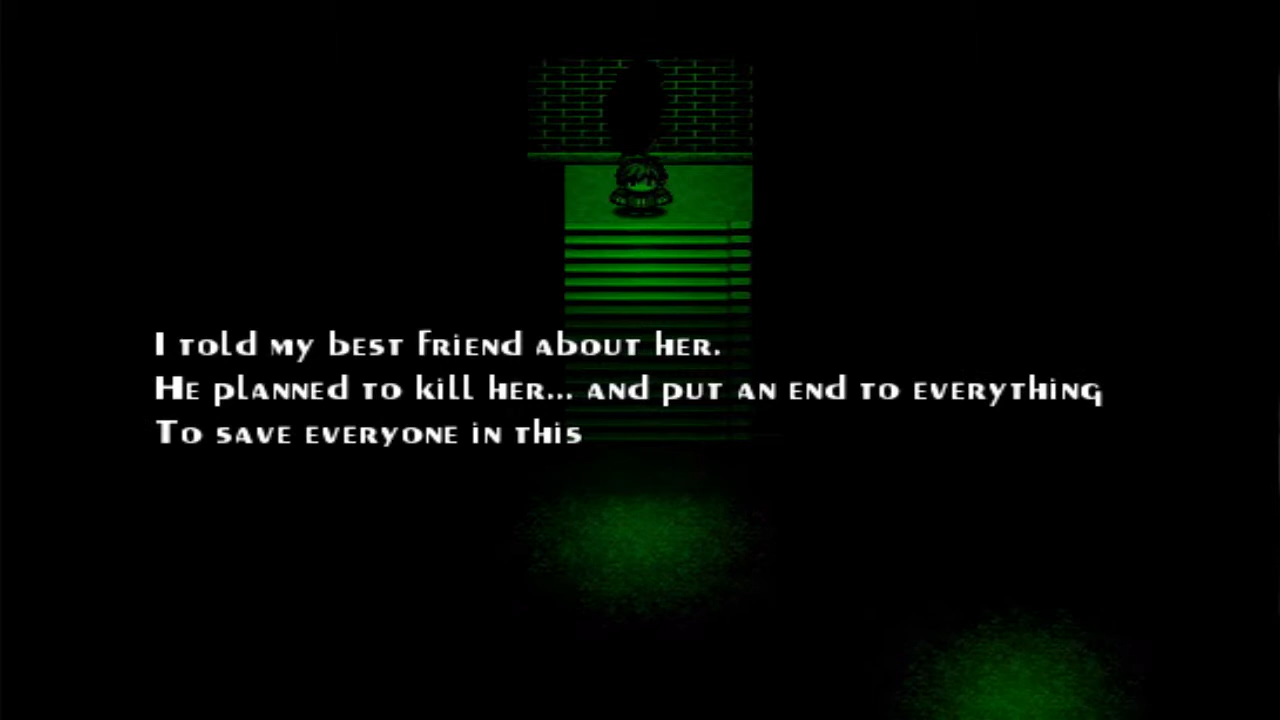 I told my best friend about her.
He planned to kill her... and put an end to everything
To save everyone in this